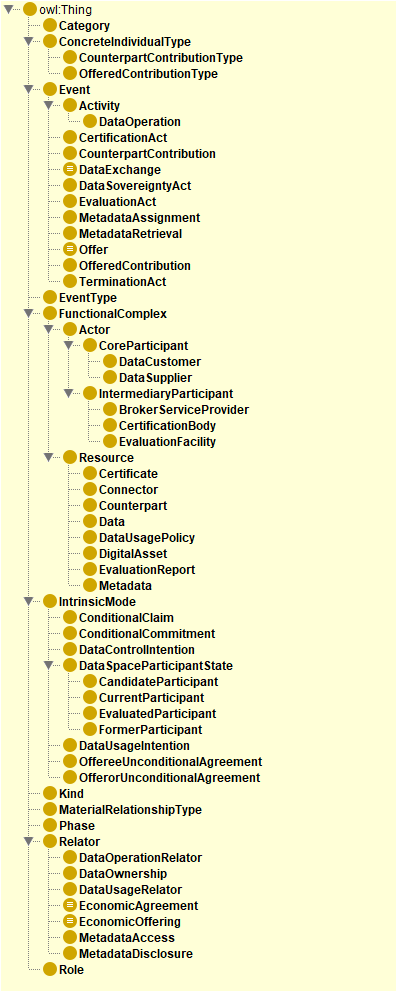 owl:Thing
Category
ConcreteIndividualType
CounterpartContributionType
OfferedContributionType
Event
Activity
DataOperation
CertificationAct
CounterpartContribution
DataExchange
DataSovereigntyAct
EvaluationAct
MetadataAssignment
MetadataRetrieval
Offer
OfferedContribution
TerminationAct
EventType
FunctionalComplex
Actor
CoreParticipant
DataCustomer
DataSupplier
IntermediaryParticipant
BrokerServiceProvider
CertificationBody
EvaluationFacility
Resource
Certificate
Connector
Counterpart
Data
DataUsagePolicy
DigitalAsset
EvaluationReport
Metadata
IntrinsicMode
ConditionalClaim
ConditionalCommitment
DataControlIntention
DataSpaceParticipantState
CandidateParticipant
CurrentParticipant
EvaluatedParticipant
FormerParticipant
DataUsageIntention
OffereeUnconditionalAgreement
OfferorUnconditionalAgreement
Kind
MaterialRelationshipType
Phase
Relator
DataOperationRelator
DataOwnership
DataUsageRelator
EconomicAgreement
EconomicOffering
MetadataAccess
MetadataDisclosure
Role